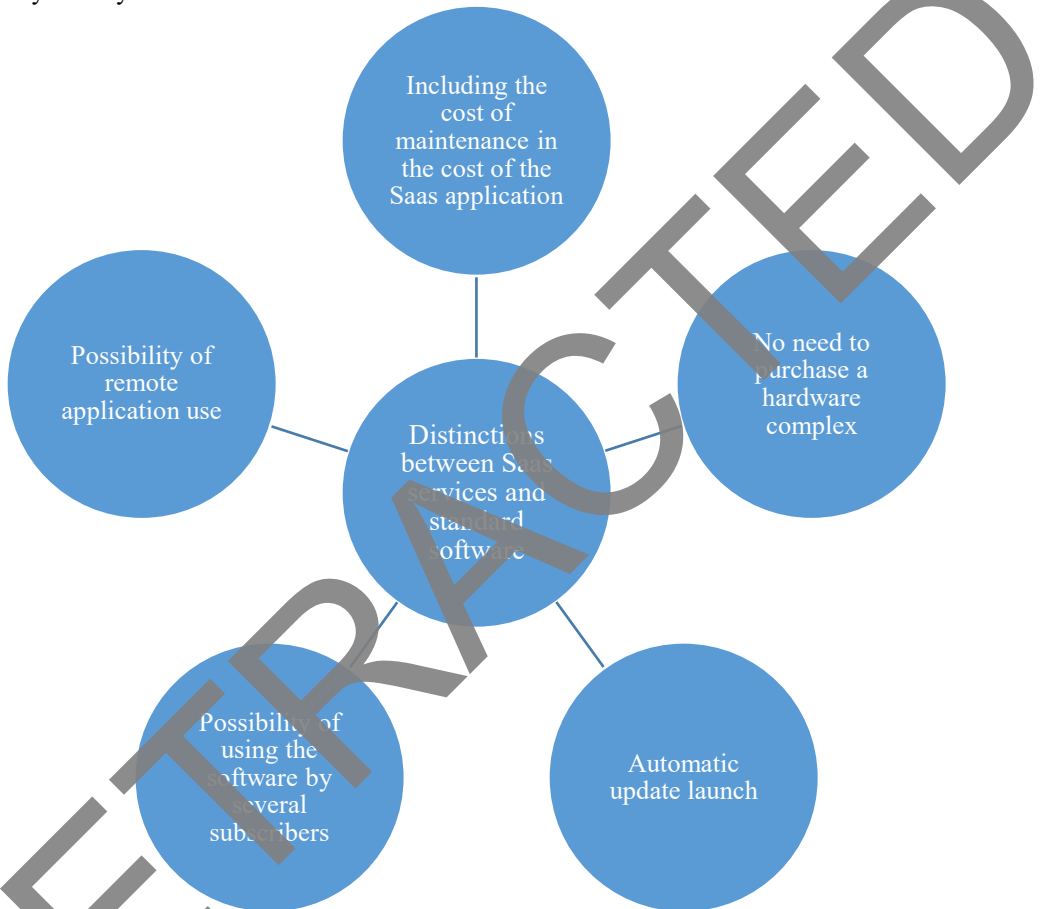 Including the
cost of
maintenance in
the cost of the
Saas application
Possibility of
remote
application use
No need to
purchase a
hardware
complex
Distinctions
between Saas
services and
standard
software
Possibility of
using the
software by
several
subscribers
Automatic
update launch
ETRACTED